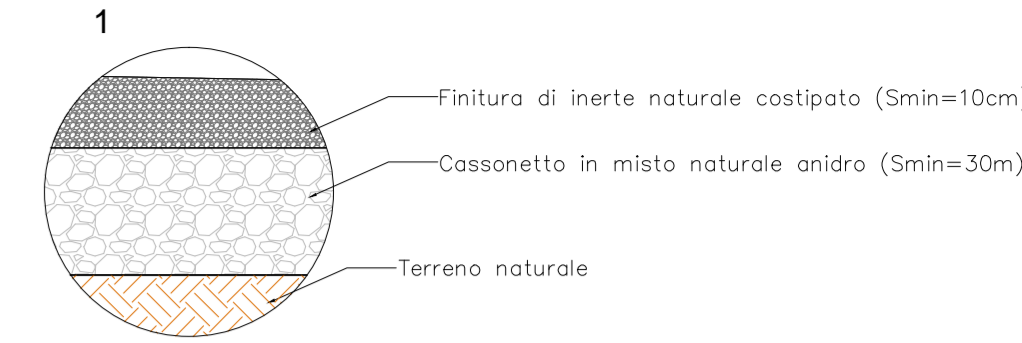 1
Finitura di inerte naturale costipato (Smin=10cm)
Cassonetto in misto naturale anidro (Smin=30m)
Terreno naturale